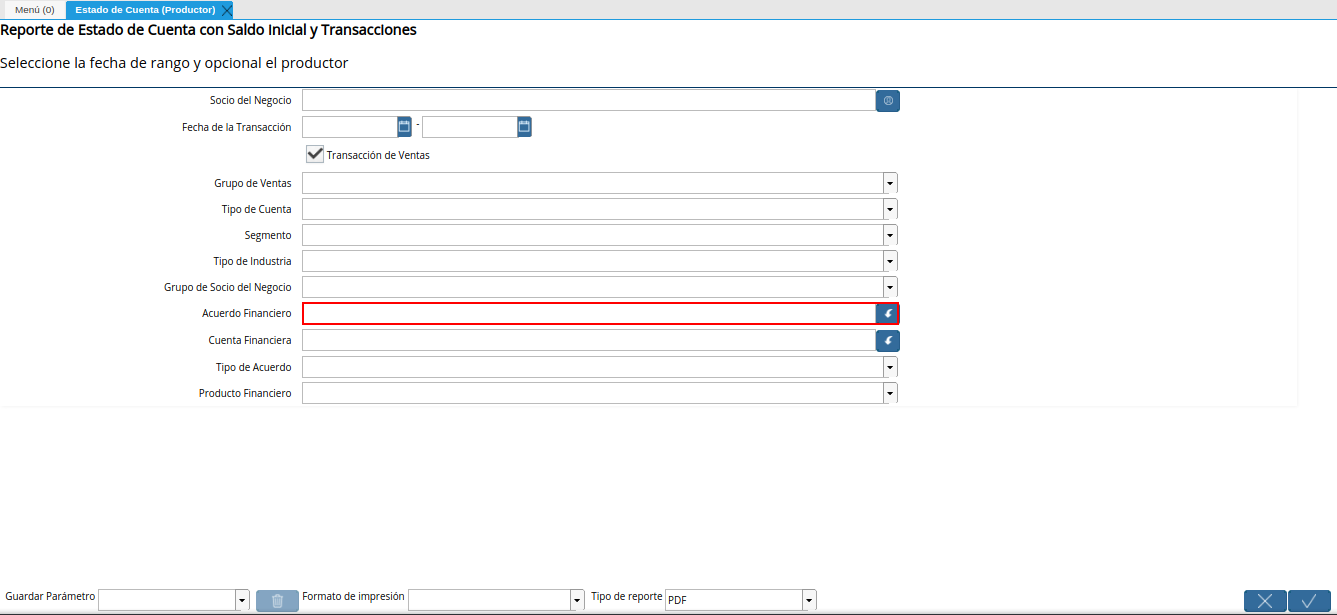 Menú (0)
Estado de Cuenta (Productor)
Reporte de Estado de Cuenta con Saldo Inicial y Transacciones
Seleccione la fecha de rango y opcional el productor
Socio del Negocio
Fecha de la Transacción
-
Transacción de Ventas
Grupo de Ventas
Tipo de Cuenta
Segmento
Tipo de Industria
Grupo de Socio del Negocio
Acuerdo Financiero
Cuenta Financiera
Tipo de Acuerdo
Producto Financiero
Guardar Parámetro
Formato de impresión
Tipo de reporte PDF